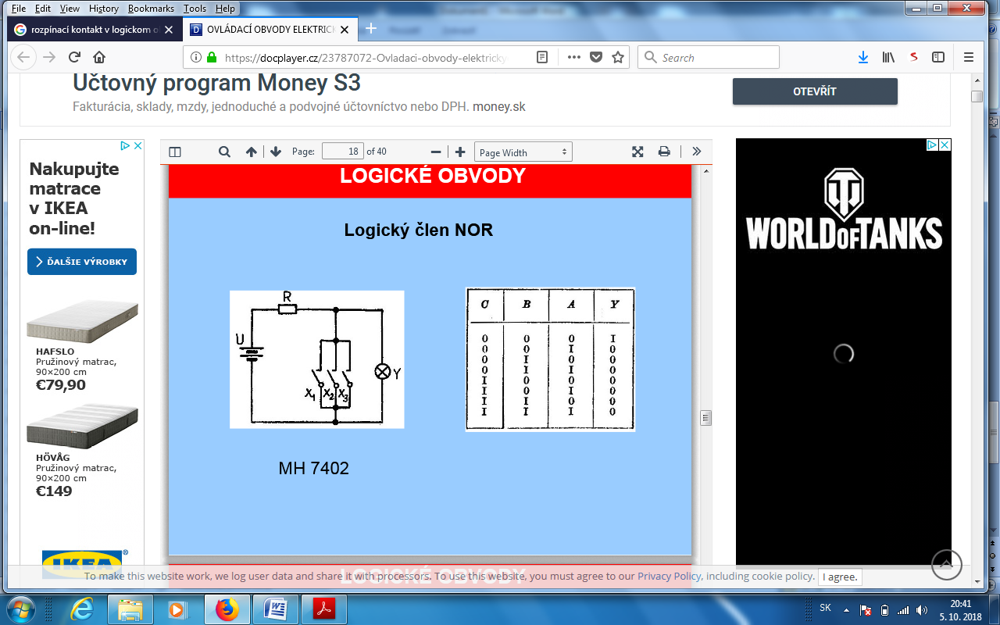 File Edit View History Bookmarks Tools Help
rozpínací kontakt v logickom o
OVLÁDACÍ OBVODY ELEKTRICK
https://docplayer.cz/23787072-Ovladaci-obvody-elektricky
Search
Účtovný program Money S3
Fakturácia, sklady, mzdy, jednoduché a podvojné účtovníctvo nebo DPH. money.sk
OTEVŘÍT
Nakupujte
matrace
v IKEA
on-line!
ĎALŠIE VÝROBKY
HAFSLO
Pružinový matrac,
90×200 cm
€79,90
HÖVÅG
Pružinový matrac,
90×200 cm
€149
IKEA
Page: 18 of 40 Page Width
LOGICKÉ OBVODY
Logický člen NOR
R
U
X1 X2 X3
Y
C B A Y
0 0 0 I
0 0 I 0
0 I 0 0
0 I I 0
I 0 0 0
I 0 I 0
I I 0 0
I I I 0
MH 7402
LOGICKÉ OBVODY
WORLD OF TANKS
To make this website work, we log user data and share it with processors. To use this website, you must agree to our Privacy Policy, including cookie policy. I agree.
SK
20:41
5. 10. 2018